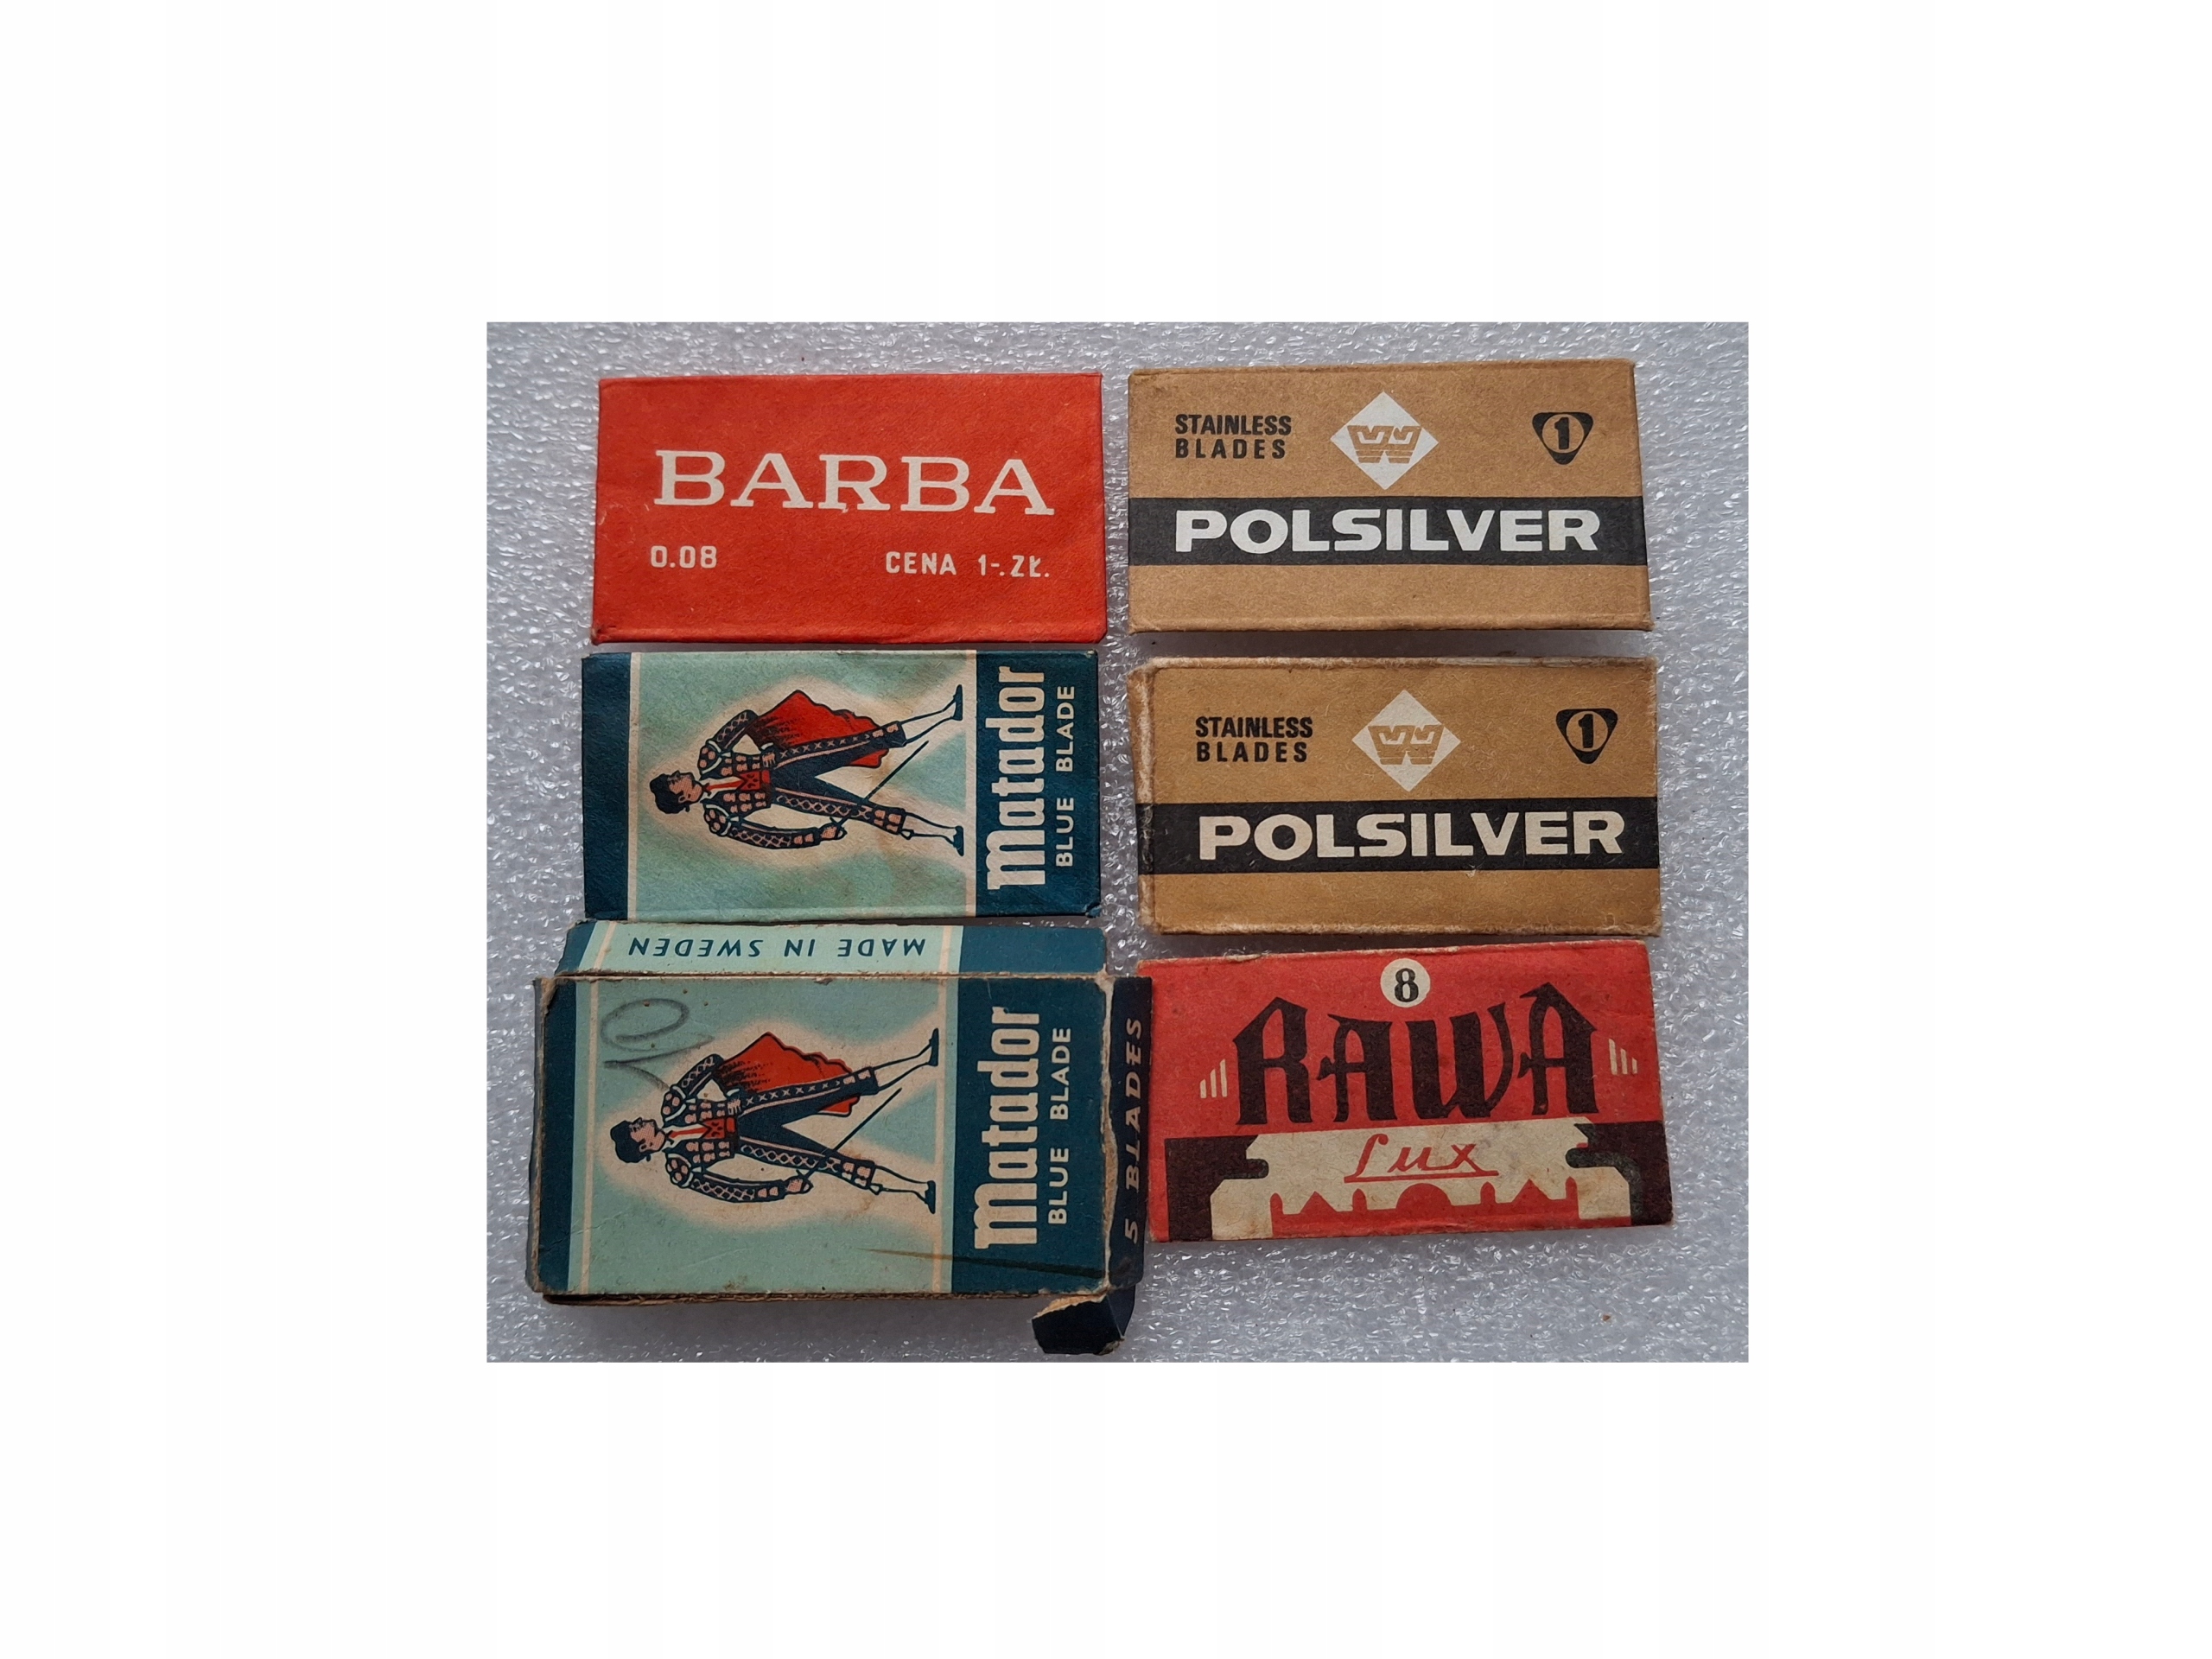 BARBA
0.08 CENA 1-.ZŁ.
STAINLESS
BLADES
1
POLSILVER
matador
BLUE BLADE
STAINLESS
BLADES
1
POLSILVER
MADE IN SWEDEN
10
matador
BLUE BLADE
5 BLADES
8
RAWA
Lux